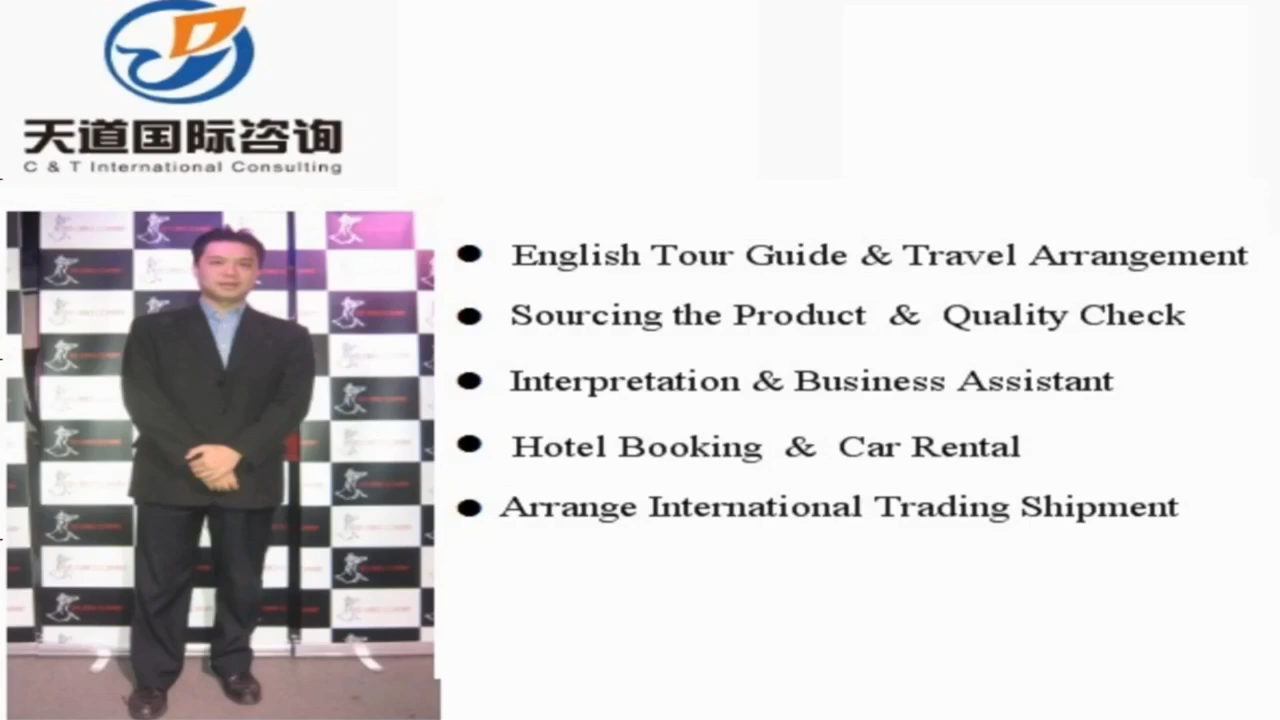 天道国际咨询
C & T International Consulting
● English Tour Guide & Travel Arrangement
● Sourcing the Product & Quality Check
● Interpretation & Business Assistant
● Hotel Booking & Car Rental
● Arrange International Trading Shipment